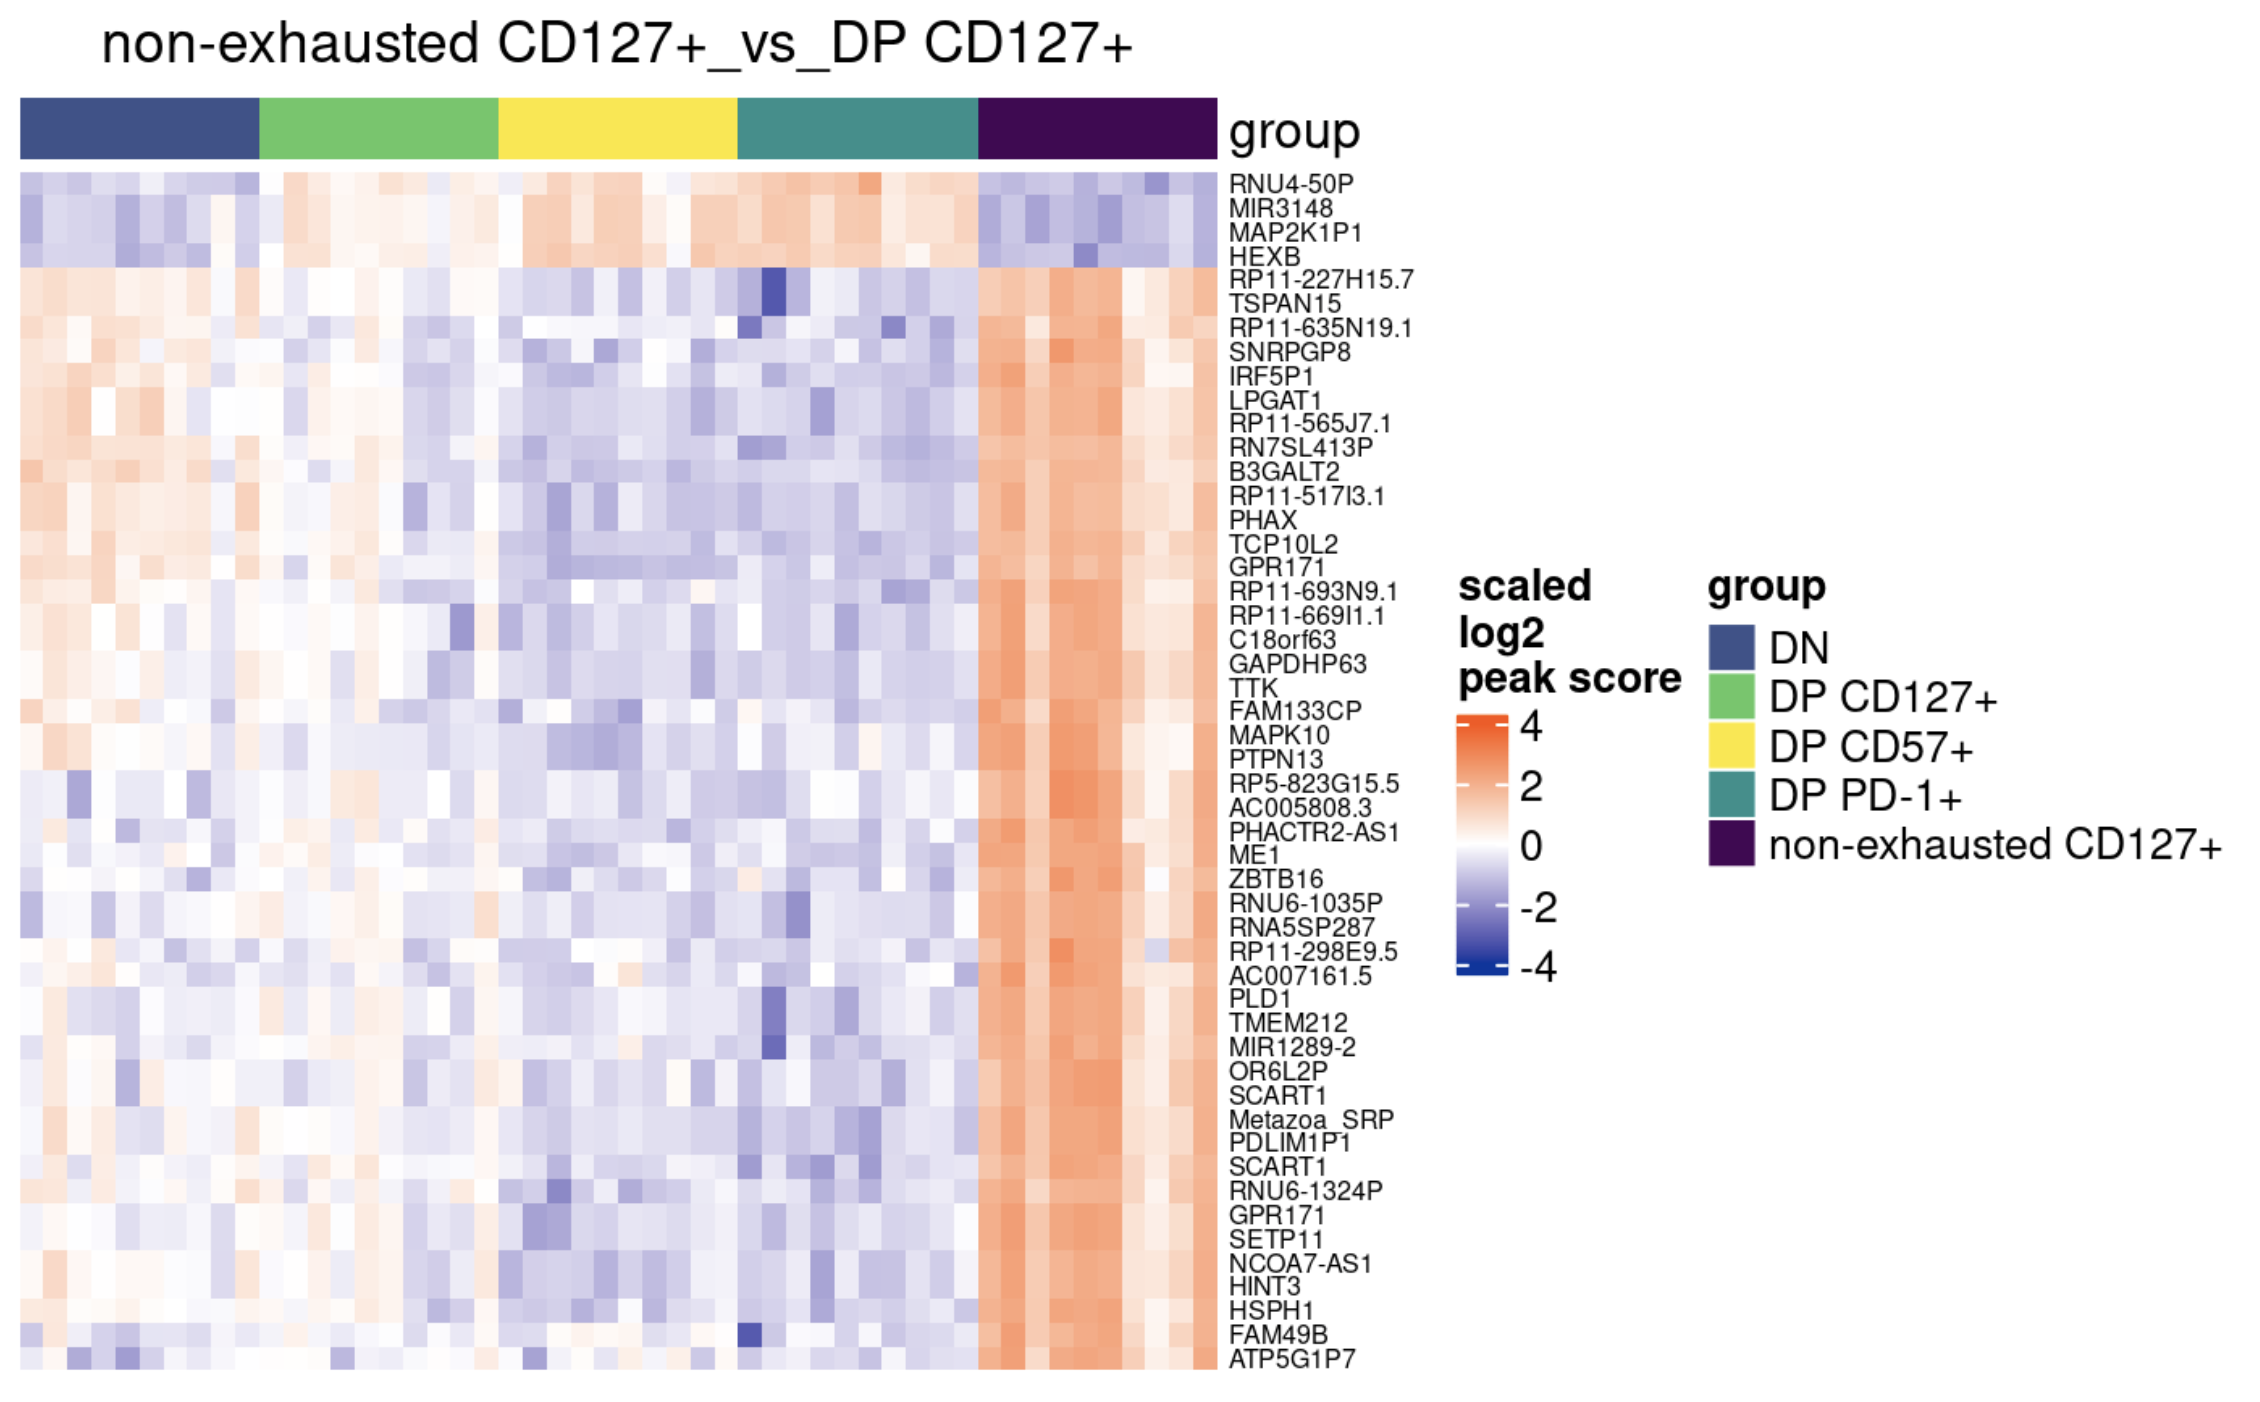 non-exhausted CD127+_vs_DP CD127+
group
RNU4-50P
MIR3148
MAP2K1P1
HEXB
RP11-227H15.7
TSPAN15
RP11-635N19.1
SNRPGP8
IRF5P1
LPGAT1
RP11-565J7.1
RN7SL413P
B3GALT2
RP11-517I3.1
PHAX
TCP10L2
GPR171
RP11-693N9.1
RP11-669I1.1
C18orf63
GAPDHP63
TTK
FAM133CP
MAPK10
PTPN13
RP5-823G15.5
AC005808.3
PHACTR2-AS1
ME1
ZBTB16
RNU6-1035P
RNA5SP287
RP11-298E9.5
AC007161.5
PLD1
TMEM212
MIR1289-2
OR6L2P
SCART1
Metazoa_SRP
PDLIM1P1
SCART1
RNU6-1324P
GPR171
SETP11
NCOA7-AS1
HINT3
HSPH1
FAM49B
ATP5G1P7
scaled
log2
peak score
4
2
0
-2
-4
group
DN
DP CD127+
DP CD57+
DP PD-1+
non-exhausted CD127+